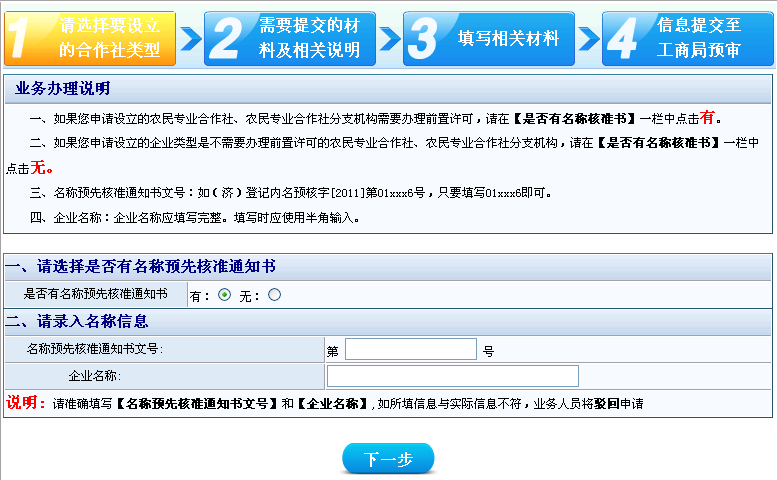 1 请选择要设立
的合作社类型
2 需要提交的材
料及相关说明
3 填写相关材料
4 信息提交至
工商局预审
业务办理说明
一、如果您申请设立的农民专业合作社、农民专业合作社分支机构需要办理前置许可,请在【是否有名称核准书】一栏中点击有。
二、如果您申请设立的企业类型是不需要办理前置许可的农民专业合作社、农民专业合作社分支机构,请在【是否有名称核准书】一栏中
点击无。
三、名称预先核准通知书文号:如(济)登记内名预核字[2011]第01xxx6号,只要填写01xxx6即可。
四、企业名称:企业名称应填写完整。填写时应使用半角输入。
一、请选择是否有名称预先核准通知书
是否有名称预先核准通知书 有: 无:
二、请录入名称信息
名称预先核准通知书文号: 第 号
企业名称:
说明: 请准确填写【名称预先核准通知书文号】和【企业名称】,如所填信息与实际信息不符,业务人员将驳回申请
下一步